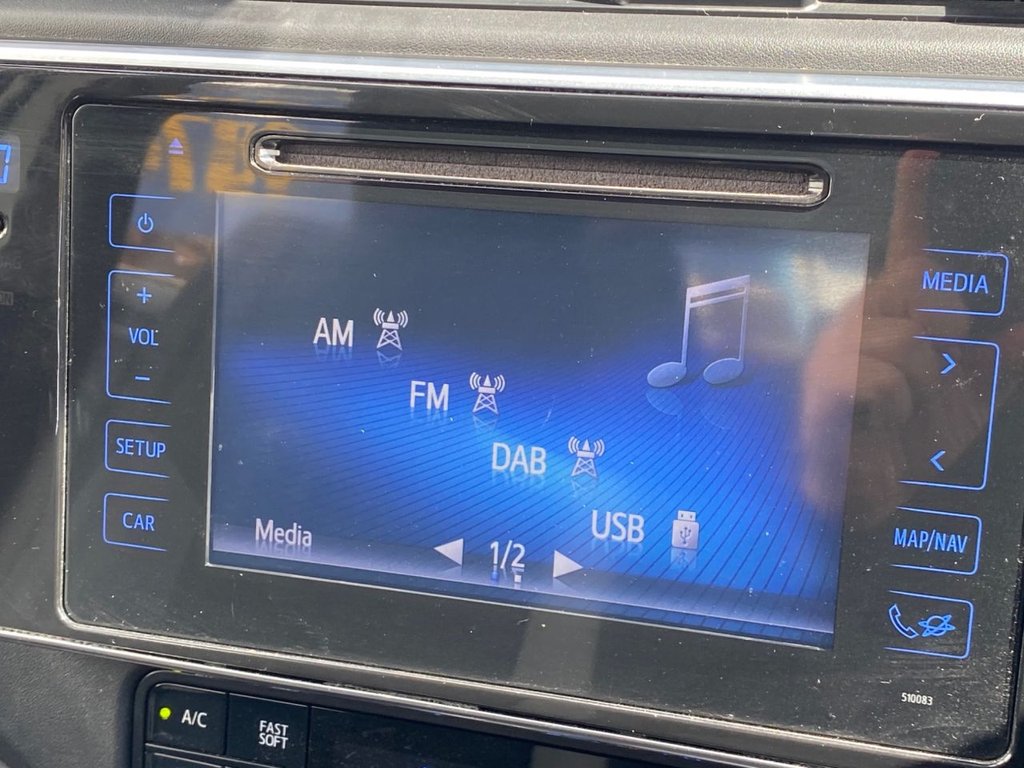 MEDIA
+
VOL
−
AM
>
FM
SETUP
DAB
<
CAR
USB
Media
1/2
MAP/NAV
510083
A/C
FAST
SOFT